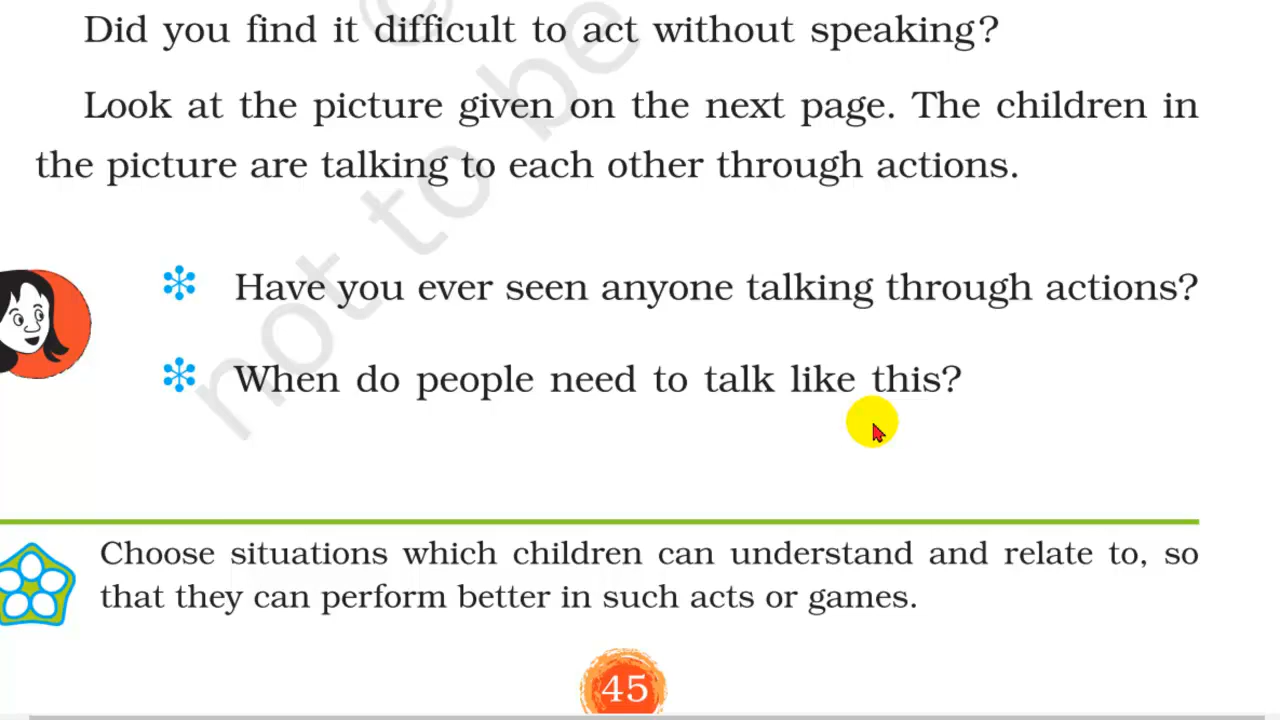 Did you find it difficult to act without speaking?
Look at the picture given on the next page. The children in
the picture are talking to each other through actions.
Have you ever seen anyone talking through actions?
When do people need to talk like this?
Choose situations which children can understand and relate to, so
that they can perform better in such acts or games.
45
©
not to be